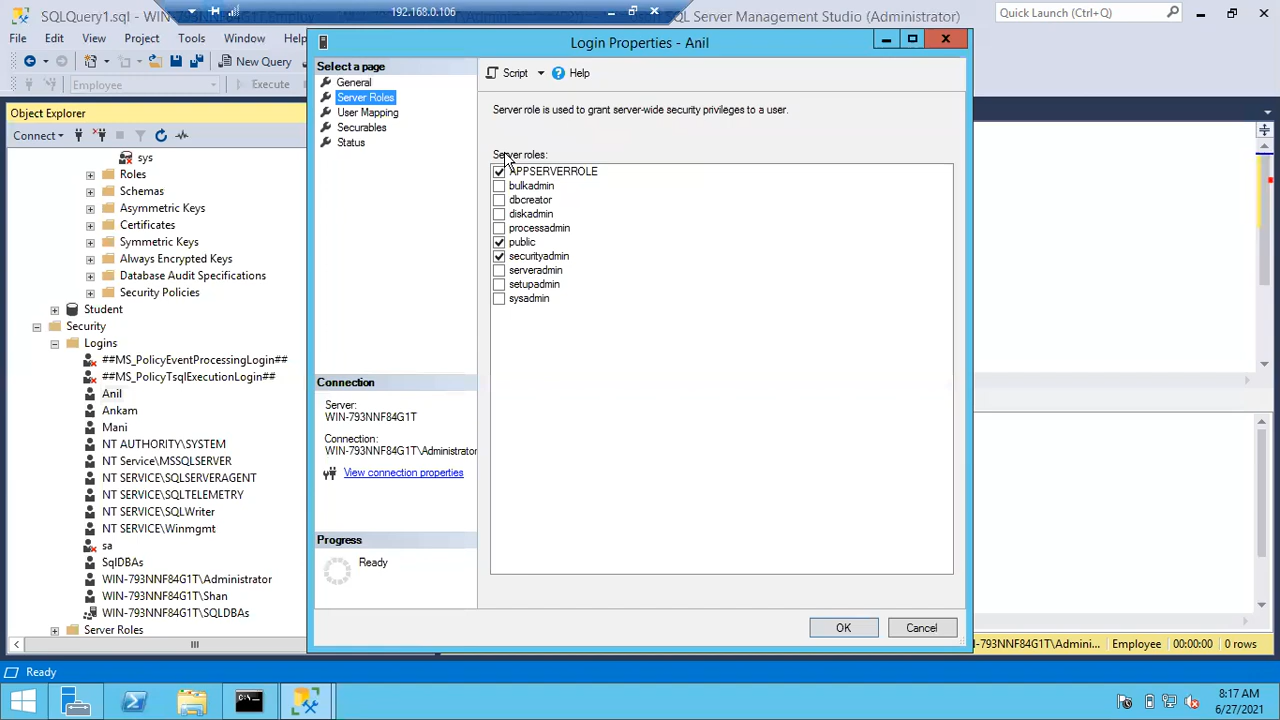 SQLQuery1.sql - WIN-793NNF84G1T.Employ
192.168.0.106
SQL Server Management Studio (Administrator)
Quick Launch (Ctrl+Q)
File Edit View Project Tools Window
New Query
Employee
Execute
Object Explorer
Connect
sys
Roles
Schemas
Asymmetric Keys
Certificates
Symmetric Keys
Always Encrypted Keys
Database Audit Specifications
Security Policies
Student
Security
Logins
##MS_PolicyEventProcessingLogin##
##MS_PolicyTsqlExecutionLogin##
Anil
Ankam
Mani
NT AUTHORITY\SYSTEM
NT Service\MSSQLSERVER
NT SERVICE\SQLSERVERAGENT
NT SERVICE\SQLTELEMETRY
NT SERVICE\SQLWriter
NT SERVICE\Winmgmt
sa
SqlDBAs
WIN-793NNF84G1T\Administrator
WIN-793NNF84G1T\Shan
WIN-793NNF84G1T\SQLDBAs
Server Roles
Login Properties - Anil
Select a page
General
Server Roles
User Mapping
Securables
Status
Connection
Server:
WIN-793NNF84G1T
Connection:
WIN-793NNF84G1T\Administrator
View connection properties
Progress
Ready
Script
Help
Server role is used to grant server-wide security privileges to a user.
Server roles:
APPSERVERROLE
bulkadmin
dbcreator
diskadmin
processadmin
public
securityadmin
serveradmin
setupadmin
sysadmin
OK
Cancel
N-793NNF84G1T\Admini... Employee 00:00:00 0 rows
Ready
8:17 AM
6/27/2021